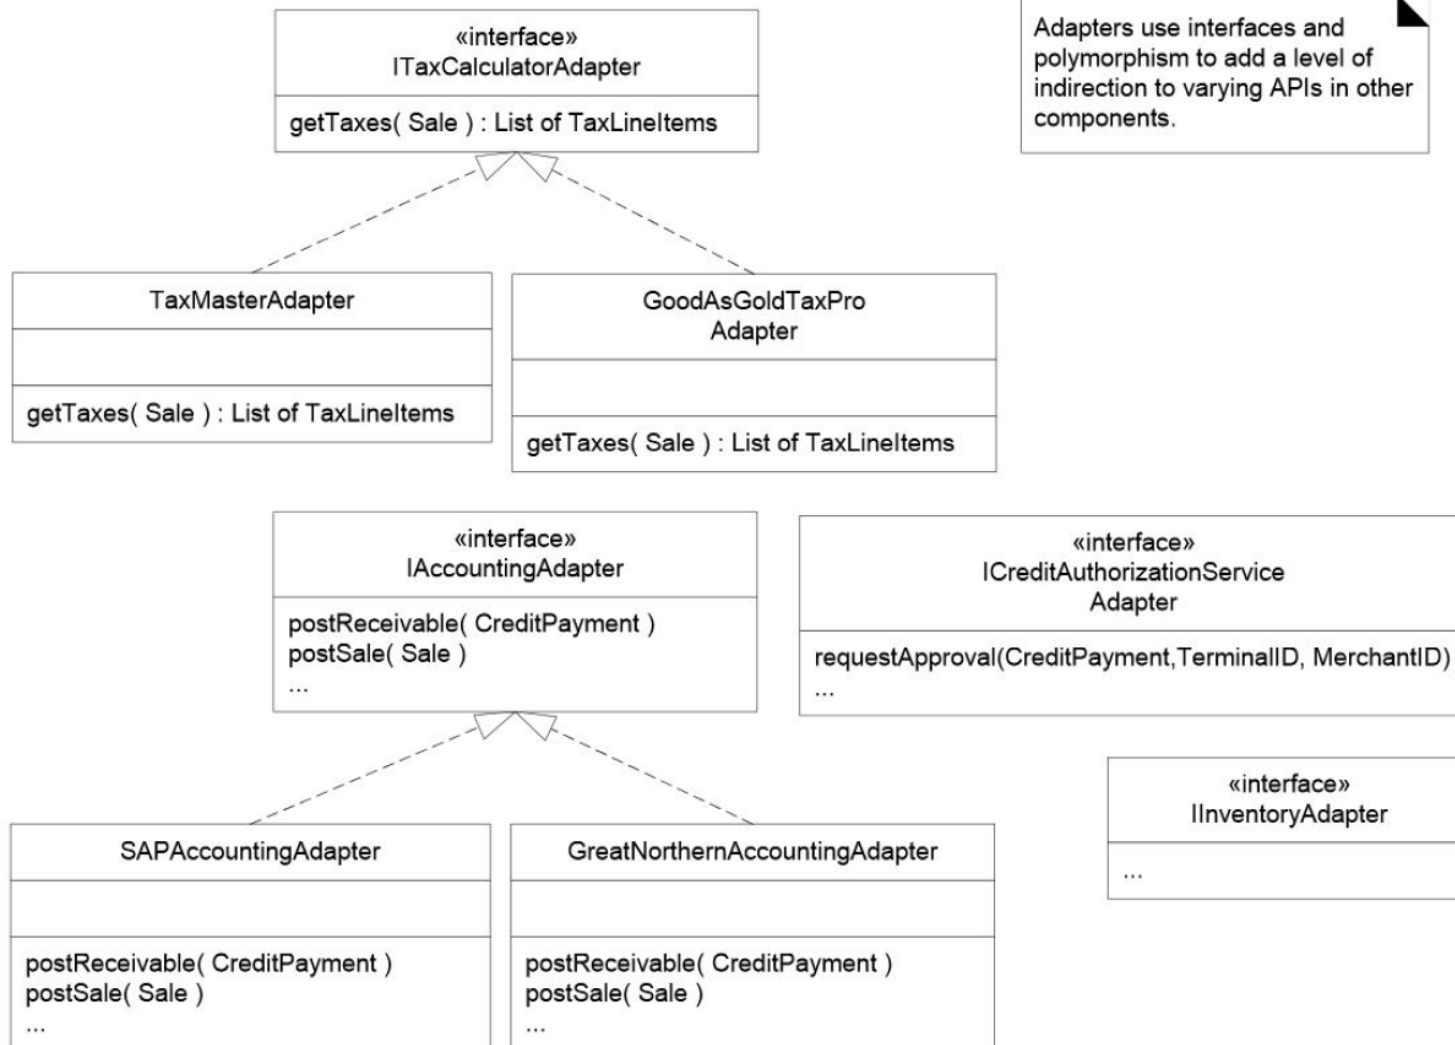 «interface»
ITaxCalculatorAdapter
getTaxes( Sale ) : List of TaxLineItems
Adapters use interfaces and
polymorphism to add a level of
indirection to varying APIs in other
components.
TaxMasterAdapter
getTaxes( Sale ) : List of TaxLineItems
GoodAsGoldTaxPro
Adapter
getTaxes( Sale ) : List of TaxLineItems
«interface»
IAccountingAdapter
postReceivable( CreditPayment )
postSale( Sale )
...
«interface»
ICreditAuthorizationService
Adapter
requestApproval(CreditPayment,TerminalID, MerchantID)
...
«interface»
IInventoryAdapter
...
SAPAccountingAdapter
postReceivable( CreditPayment )
postSale( Sale )
...
GreatNorthernAccountingAdapter
postReceivable( CreditPayment )
postSale( Sale )
...